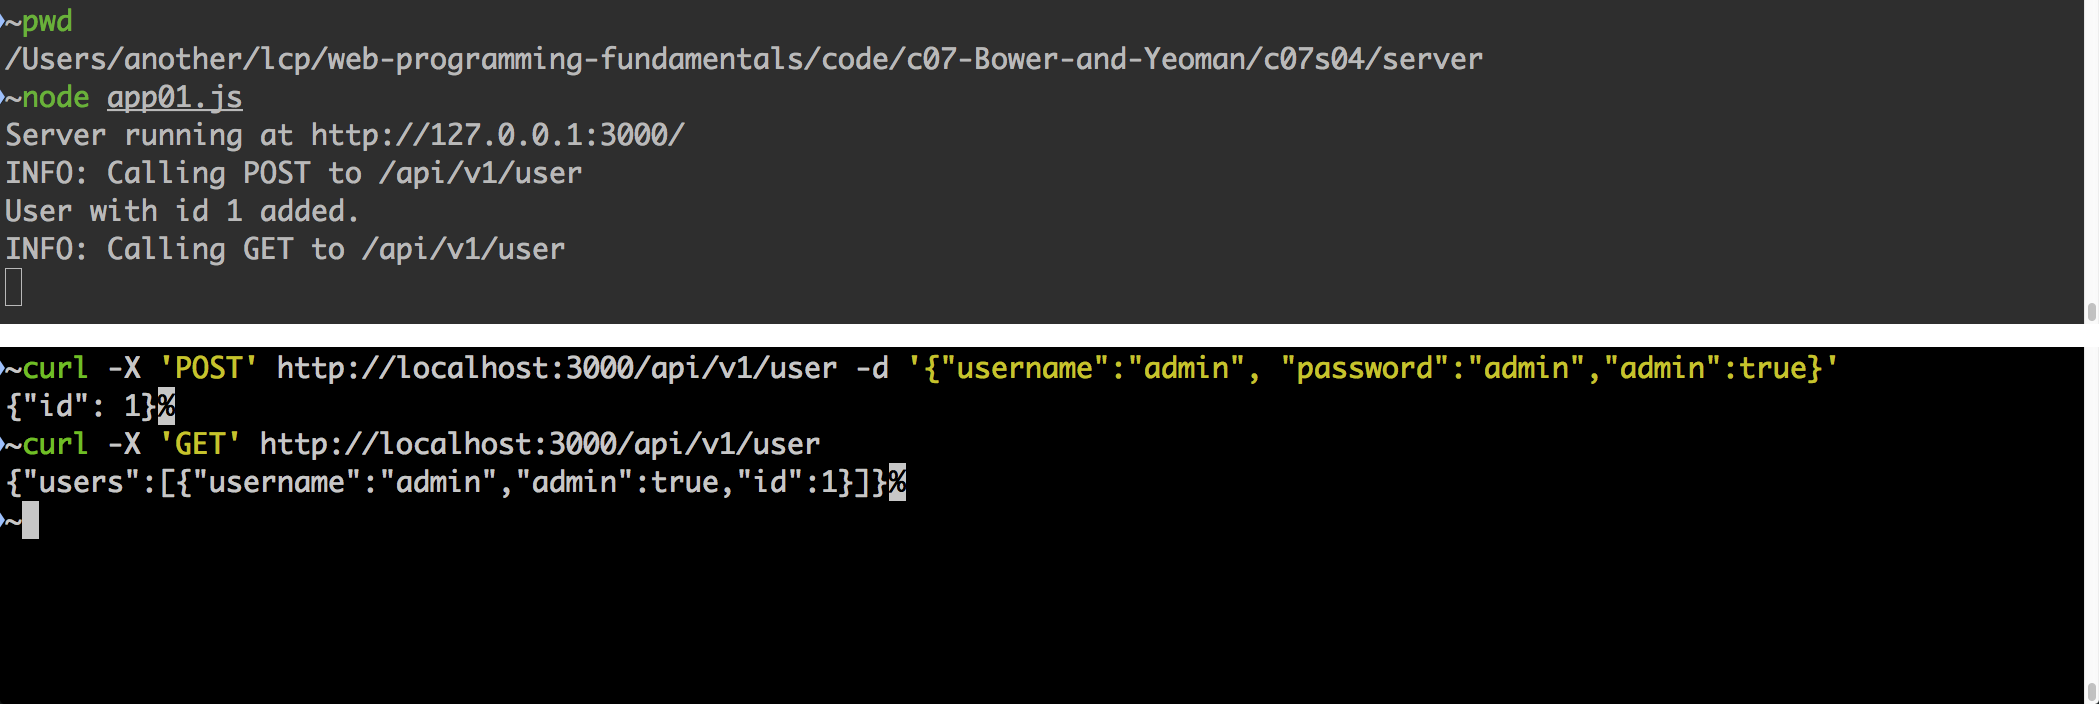 ~pwd
/Users/another/lcp/web-programming-fundamentals/code/c07-Bower-and-Yeoman/c07s04/server
~node app01.js
Server running at http://127.0.0.1:3000/
INFO: Calling POST to /api/v1/user
User with id 1 added.
INFO: Calling GET to /api/v1/user
~curl -X 'POST' http://localhost:3000/api/v1/user -d '{"username":"admin", "password":"admin","admin":true}'
{"id": 1}%
~curl -X 'GET' http://localhost:3000/api/v1/user
{"users":[{"username":"admin","admin":true,"id":1}]}%
~